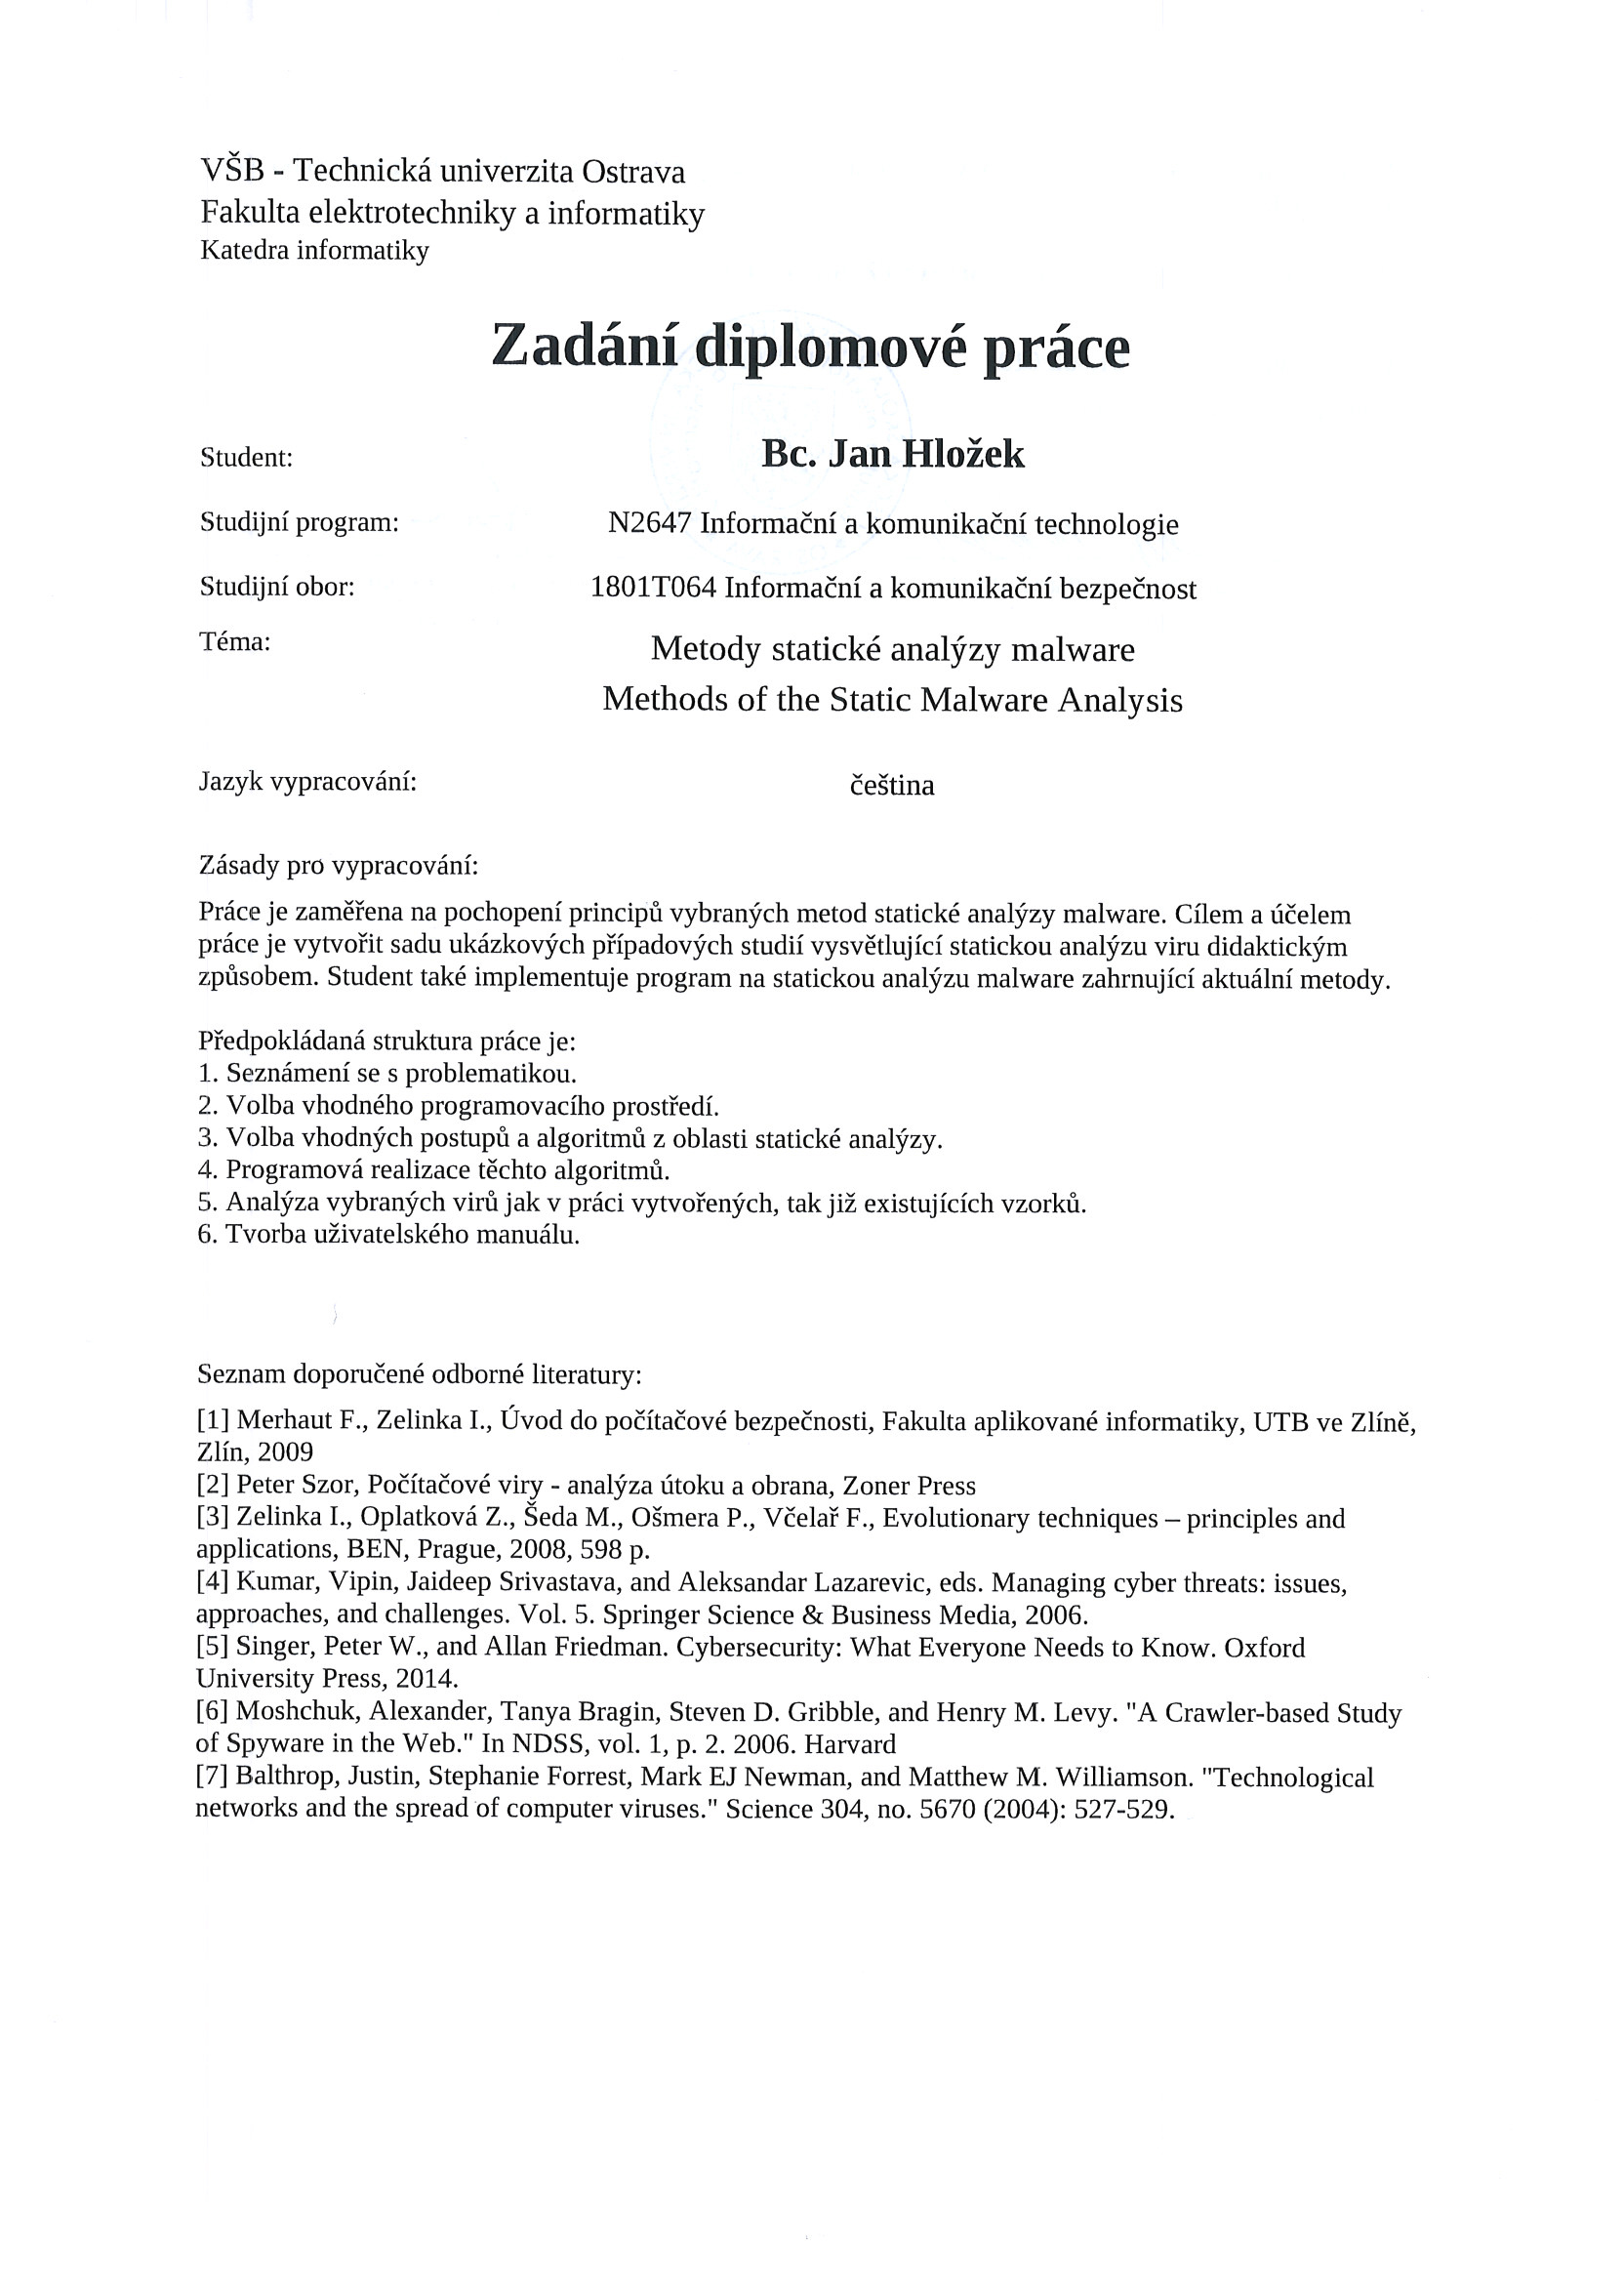 VŠB - Technická univerzita Ostrava
Fakulta elektrotechniky a informatiky
Katedra informatiky
Zadání diplomové práce
Student: Bc. Jan Hložek
Studijní program: N2647 Informační a komunikační technologie
Studijní obor: 1801T064 Informační a komunikační bezpečnost
Téma: Metody statické analýzy malware
Methods of the Static Malware Analysis
Jazyk vypracování: čeština
Zásady pro vypracování:
Práce je zaměřena na pochopení principů vybraných metod statické analýzy malware. Cílem a účelem
práce je vytvořit sadu ukázkových případových studií vysvětlující statickou analýzu viru didaktickým
způsobem. Student také implementuje program na statickou analýzu malware zahrnující aktuální metody.
Předpokládaná struktura práce je:
1. Seznámení se s problematikou.
2. Volba vhodného programovacího prostředí.
3. Volba vhodných postupů a algoritmů z oblasti statické analýzy.
4. Programová realizace těchto algoritmů.
5. Analýza vybraných virů jak v práci vytvořených, tak již existujících vzorků.
6. Tvorba uživatelského manuálu.
Seznam doporučené odborné literatury:
[1] Merhaut F., Zelinka I., Úvod do počítačové bezpečnosti, Fakulta aplikované informatiky, UTB ve Zlíně,
Zlín, 2009
[2] Peter Szor, Počítačové viry - analýza útoku a obrana, Zoner Press
[3] Zelinka I., Oplatková Z., Šeda M., Ošmera P., Včelař F., Evolutionary techniques – principles and
applications, BEN, Prague, 2008, 598 p.
[4] Kumar, Vipin, Jaideep Srivastava, and Aleksandar Lazarevic, eds. Managing cyber threats: issues,
approaches, and challenges. Vol. 5. Springer Science & Business Media, 2006.
[5] Singer, Peter W., and Allan Friedman. Cybersecurity: What Everyone Needs to Know. Oxford
University Press, 2014.
[6] Moshchuk, Alexander, Tanya Bragin, Steven D. Gribble, and Henry M. Levy. "A Crawler-based Study
of Spyware in the Web." In NDSS, vol. 1, p. 2. 2006. Harvard
[7] Balthrop, Justin, Stephanie Forrest, Mark EJ Newman, and Matthew M. Williamson. "Technological
networks and the spread of computer viruses." Science 304, no. 5670 (2004): 527-529.